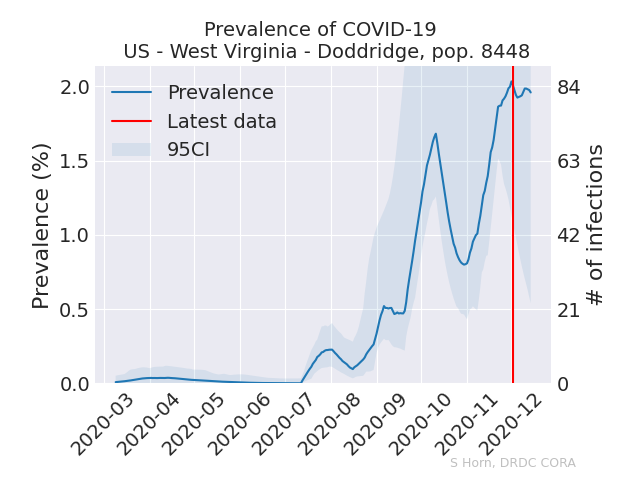 Prevalence of COVID-19
US - West Virginia - Doddridge, pop. 8448
Prevalence
Latest data
95CI
Prevalence (%)
2.0
1.5
1.0
0.5
0.0
84
63
42
21
0
# of infections
2020-03
2020-04
2020-05
2020-06
2020-07
2020-08
2020-09
2020-10
2020-11
2020-12
S Horn, DRDC CORA